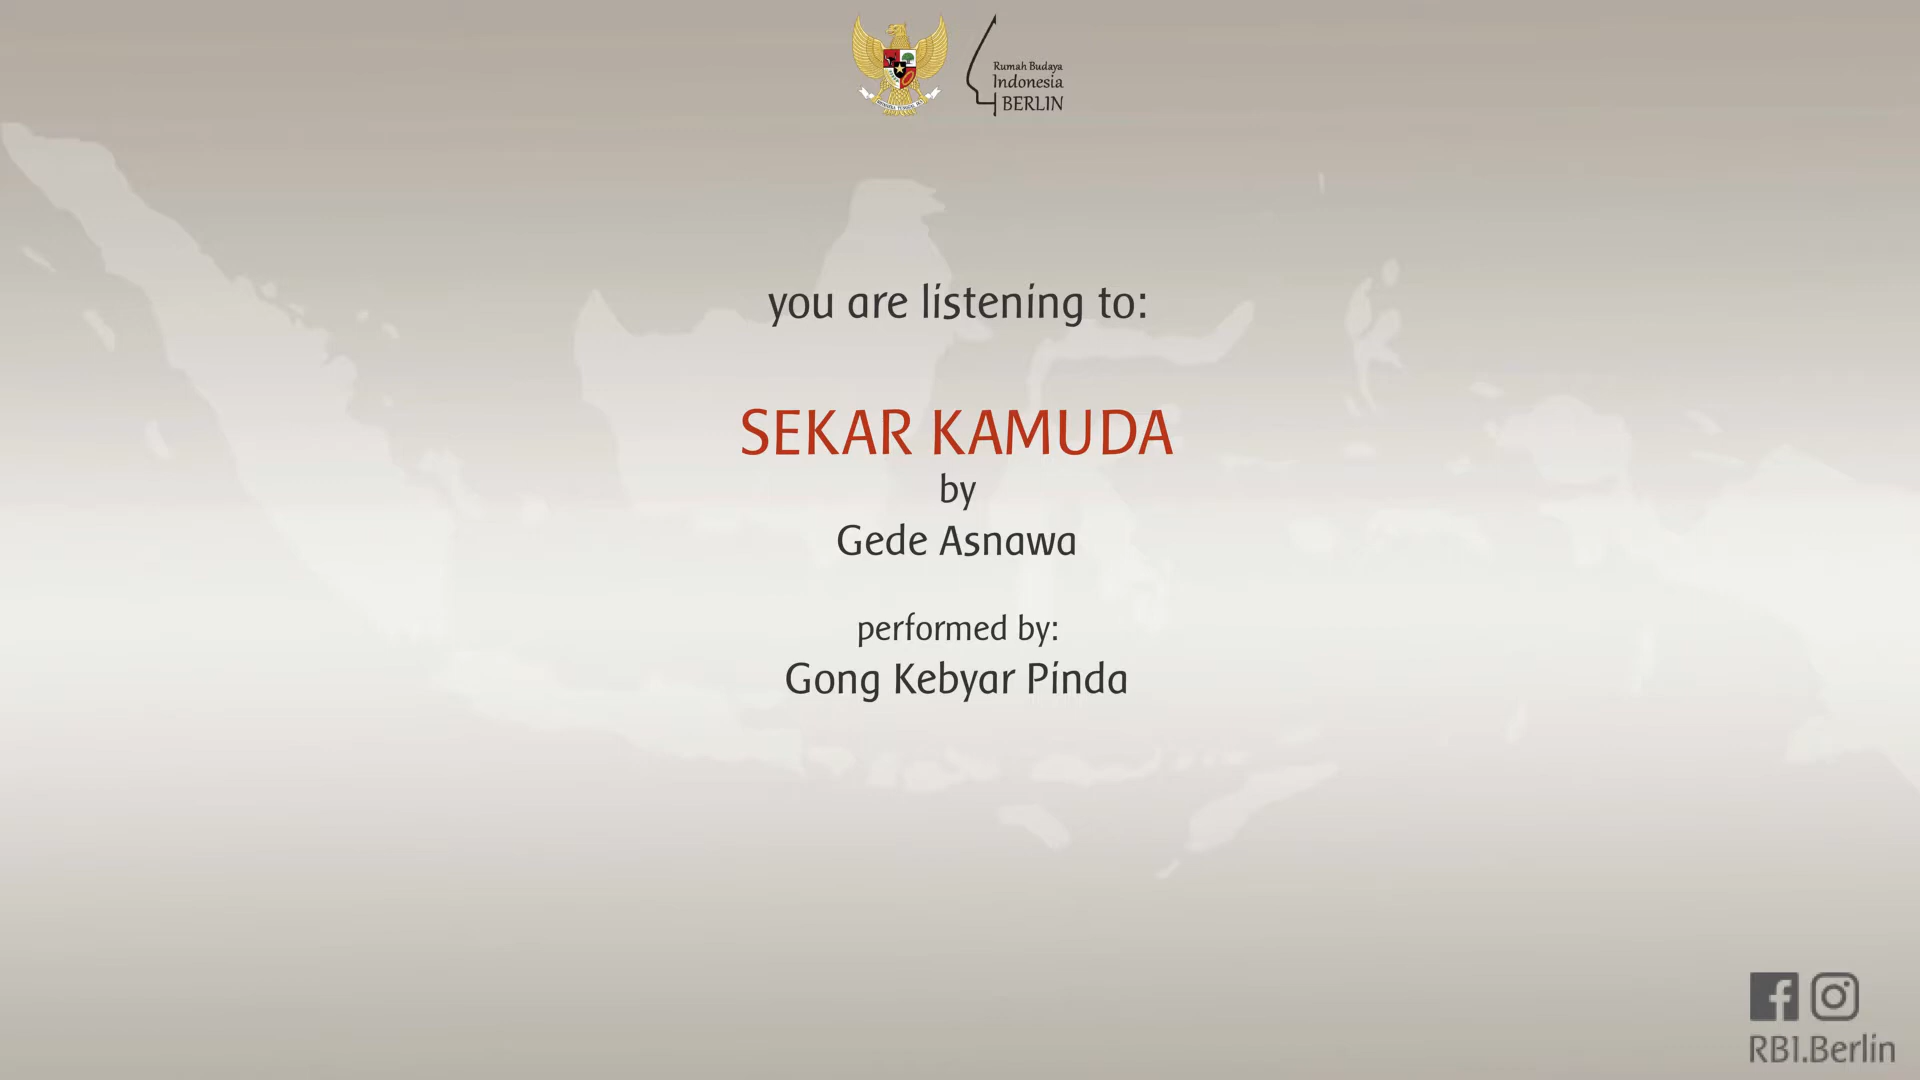 Rumah Budaya
Indonesia
BERLIN
you are listening to:
SEKAR KAMUDA
by
Gede Asnawa
performed by:
Gong Kebyar Pinda
RBI.Berlin